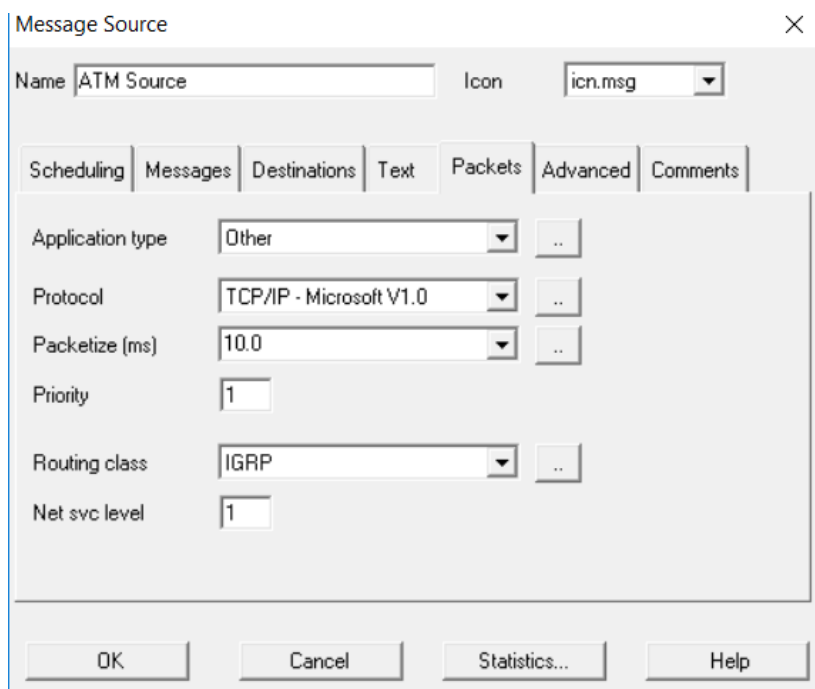 Message Source
Name ATM Source Icon icn.msg
Scheduling Messages Destinations Text Packets Advanced Comments
Application type Other ..
Protocol TCP/IP - Microsoft V1.0 ..
Packetize (ms) 10.0 ..
Priority 1
Routing class IGRP ..
Net svc level 1
OK Cancel Statistics... Help